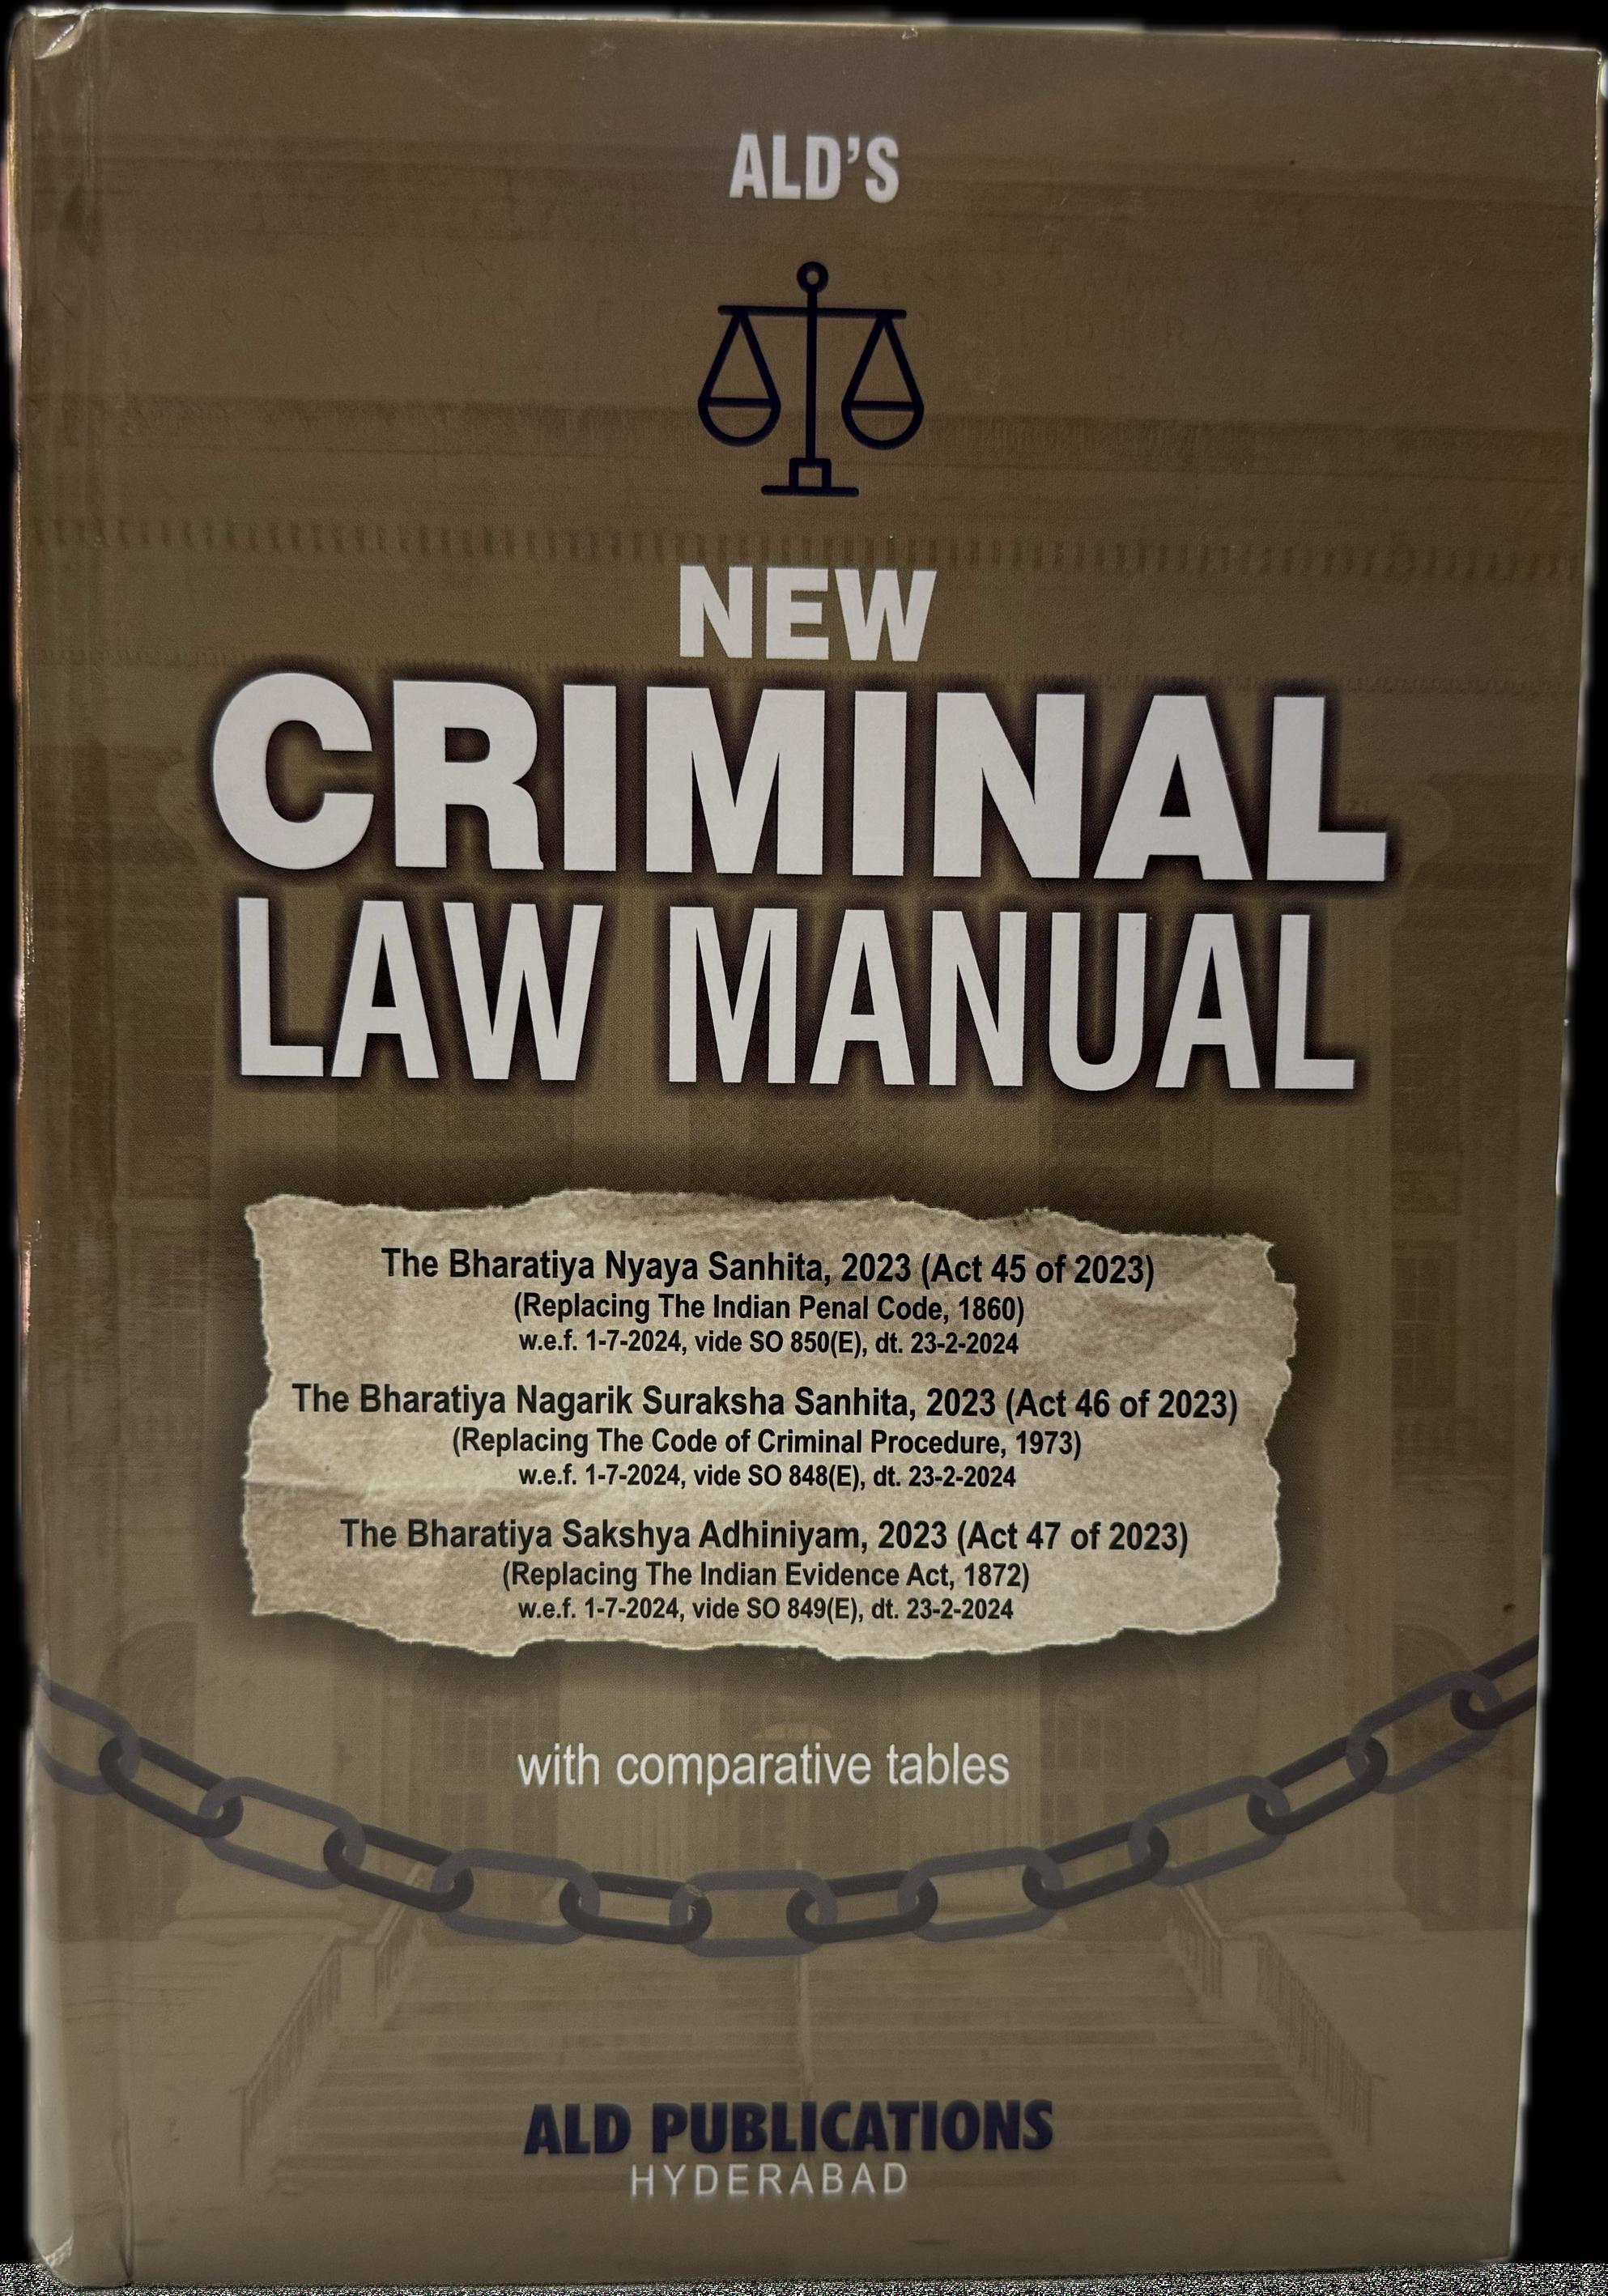 ALD'S
NEW
CRIMINAL
LAW MANUAL
The Bharatiya Nyaya Sanhita, 2023 (Act 45 of 2023)
(Replacing The Indian Penal Code, 1860)
w.e.f. 1-7-2024, vide SO 850(E), dt. 23-2-2024
The Bharatiya Nagarik Suraksha Sanhita, 2023 (Act 46 of 2023)
(Replacing The Code of Criminal Procedure, 1973)
w.e.f. 1-7-2024, vide SO 848(E), dt. 23-2-2024
The Bharatiya Sakshya Adhiniyam, 2023 (Act 47 of 2023)
(Replacing The Indian Evidence Act, 1872)
w.e.f. 1-7-2024, vide SO 849(E), dt. 23-2-2024
with comparative tables
ALD PUBLICATIONS
HYDERABAD